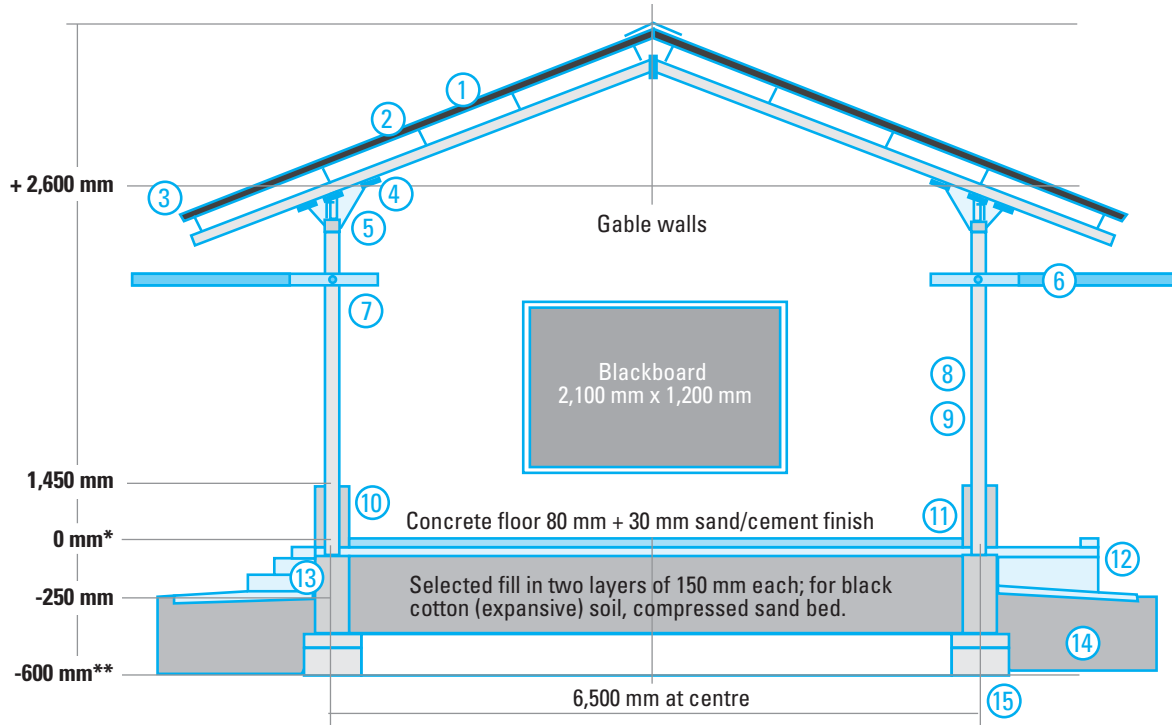 1
2
3
+ 2,600 mm
4
5
Gable walls
6
7
Blackboard
2,100 mm x 1,200 mm
8
9
1,450 mm
10
11
Concrete floor 80 mm + 30 mm sand/cement finish
0 mm*
12
13
Selected fill in two layers of 150 mm each; for black
cotton (expansive) soil, compressed sand bed.
-250 mm
14
-600 mm**
6,500 mm at centre
15